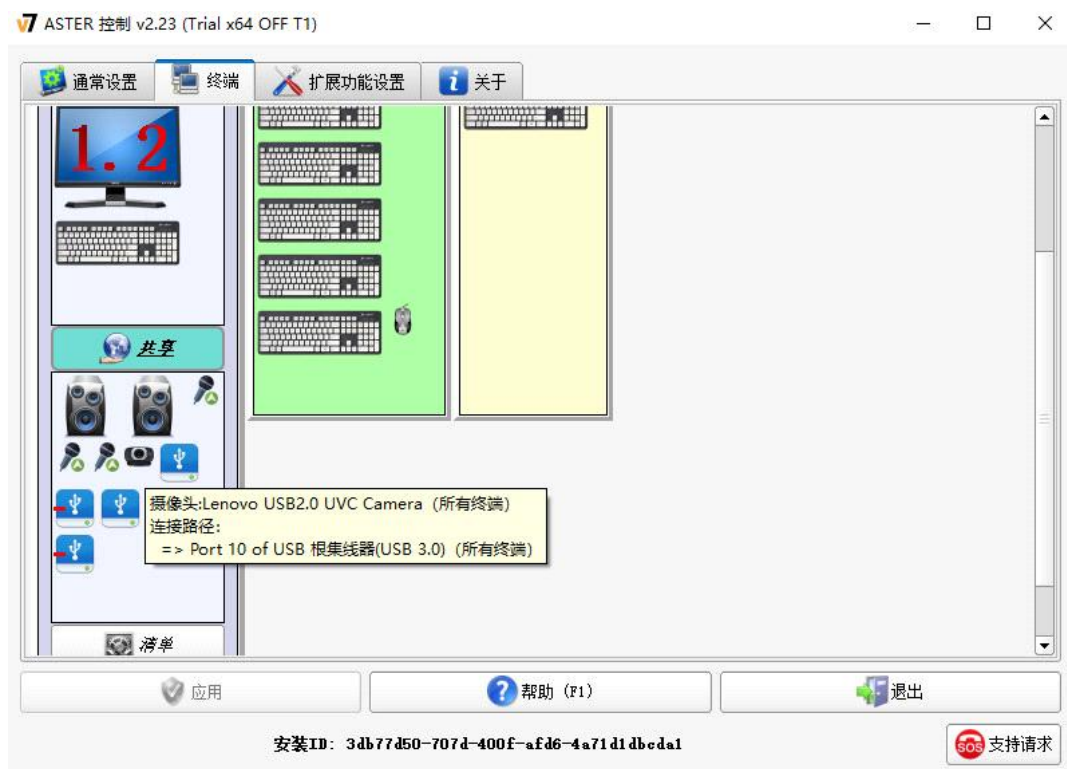 ASTER 控制 v2.23 (Trial x64 OFF T1)
通常设置 终端 扩展功能设置 关于
1.2
共享
摄像头:Lenovo USB2.0 UVC Camera (所有终端)
连接路径:
=> Port 10 of USB 根集线器(USB 3.0) (所有终端)
清单
应用 帮助 (F1) 退出
安装ID: 3db77d50-707d-400f-afd6-4a71d1dbcda1
SOS 支持请求